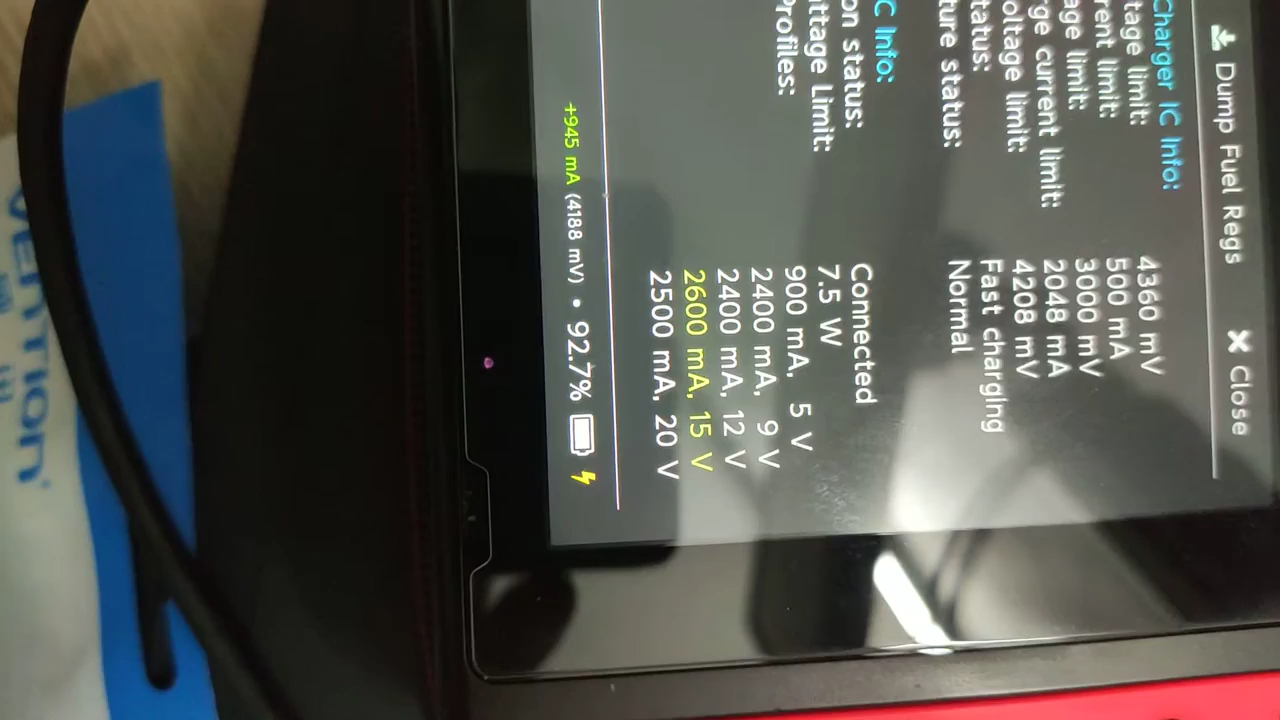 Dump Fuel Regs
Close
Charger IC Info:
tage limit: 4360 mV
rent limit: 500 mA
age limit: 3000 mV
ge current limit: 2048 mA
oltage limit: 4208 mV
tatus: Fast charging
ture status: Normal
C Info:
on status: Connected
attage Limit: 7.5 W
Profiles: 900 mA, 5 V
2400 mA, 9 V
2400 mA, 12 V
2600 mA, 15 V
2500 mA, 20 V
+945 mA (4188 mV) • 92.7%
VENTION